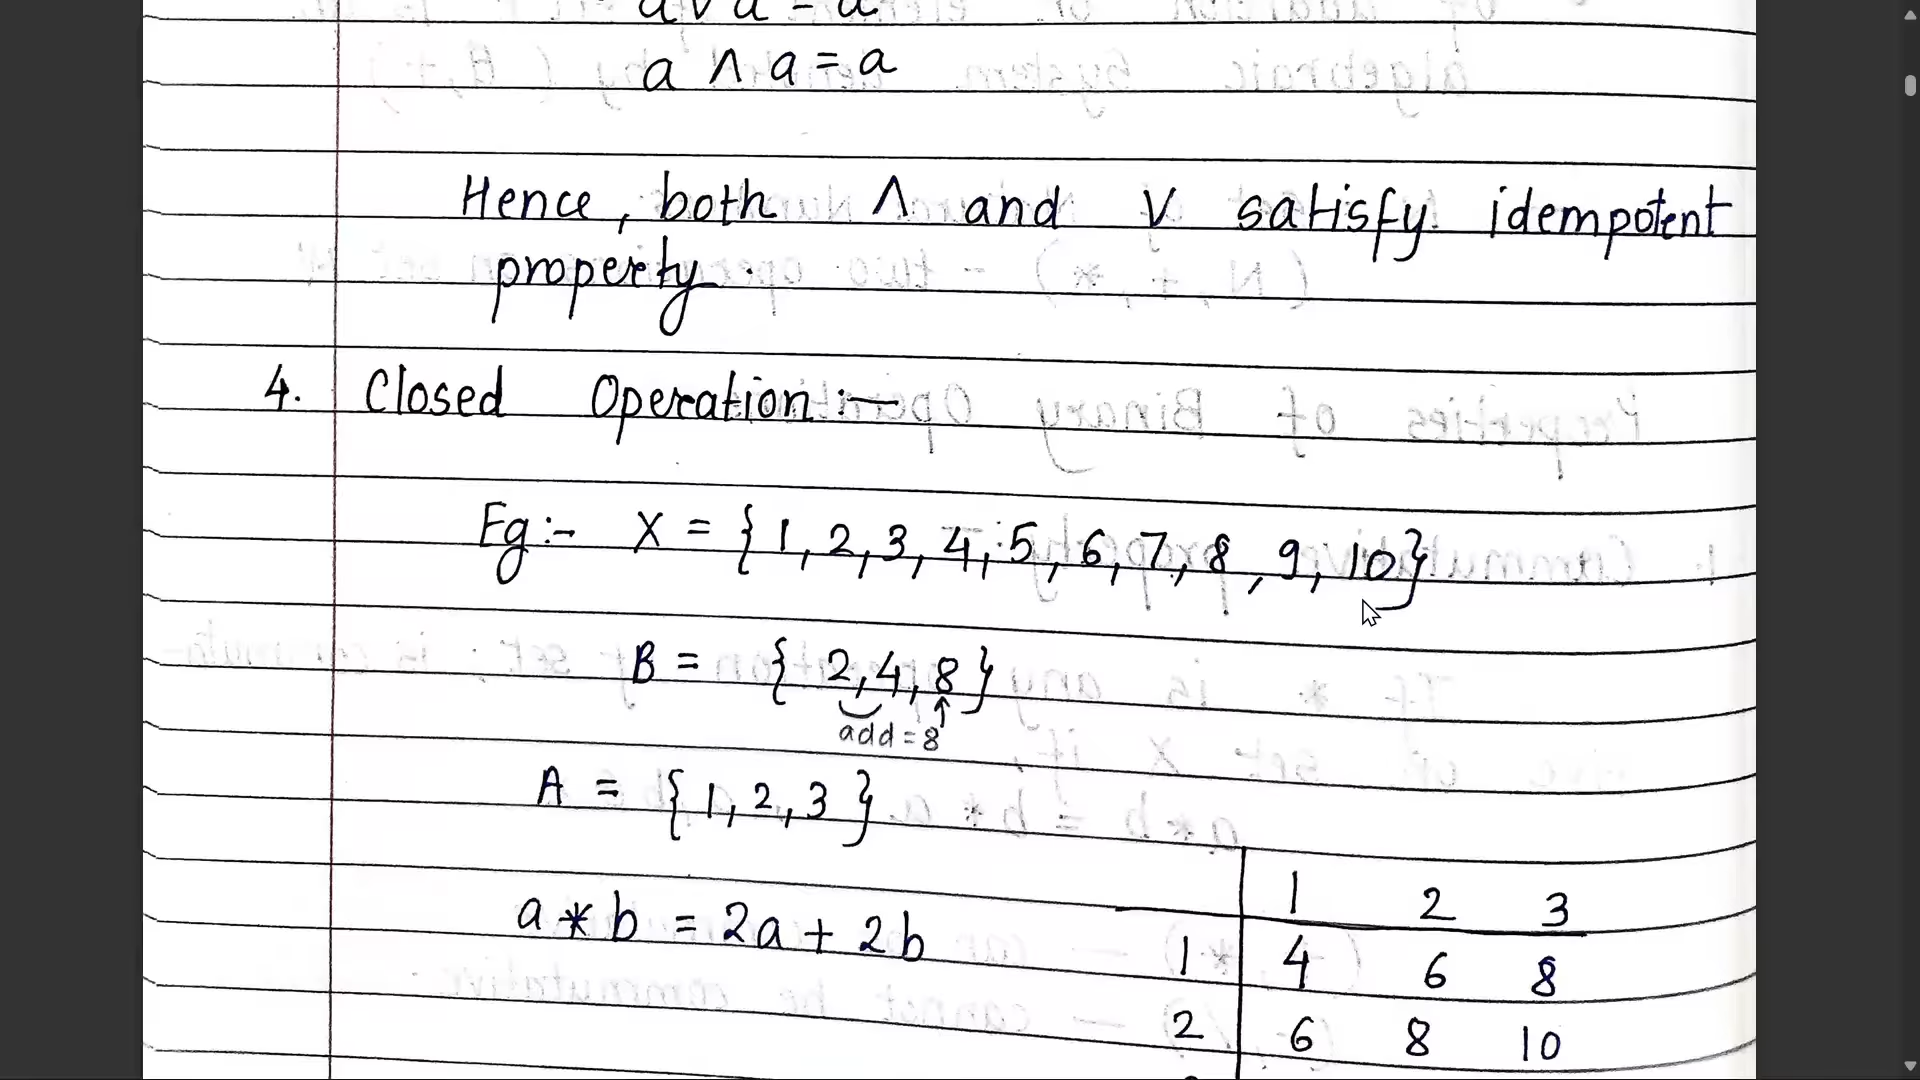 a ∨ a = a
a ∧ a = a
Hence, both ∧ and ∨ satisfy idempotent
property.
4. Closed Operation :-
Eg:- X = {1, 2, 3, 4, 5, 6, 7, 8, 9, 10}
B = {2, 4, 8}
add = 8
A = {1, 2, 3}
a * b = 2a + 2b
1 2 3
1 4 6 8
2 6 8 10